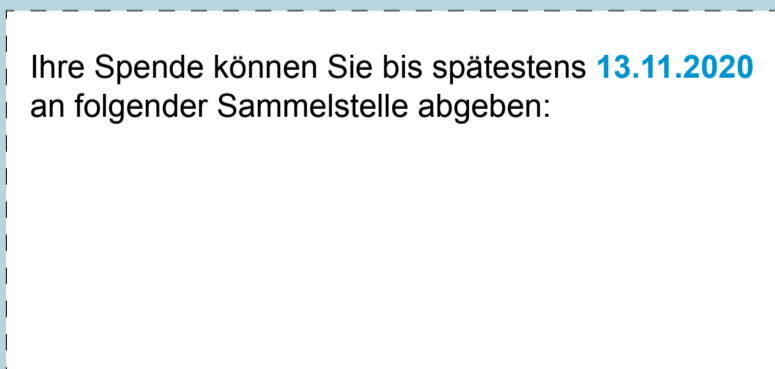 Ihre Spende können Sie bis spätestens 13.11.2020
an folgender Sammelstelle abgeben: